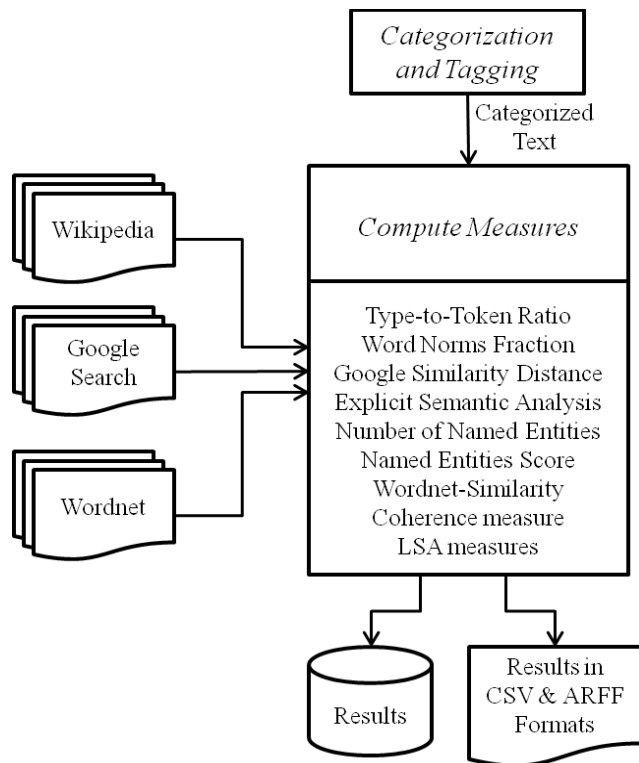 Categorization
and Tagging
Categorized
Text
Compute Measures
Wikipedia
Google
Search
Wordnet
Type-to-Token Ratio
Word Norms Fraction
Google Similarity Distance
Explicit Semantic Analysis
Number of Named Entities
Named Entities Score
Wordnet-Similarity
Coherence measure
LSA measures
Results
Results in
CSV & ARFF
Formats